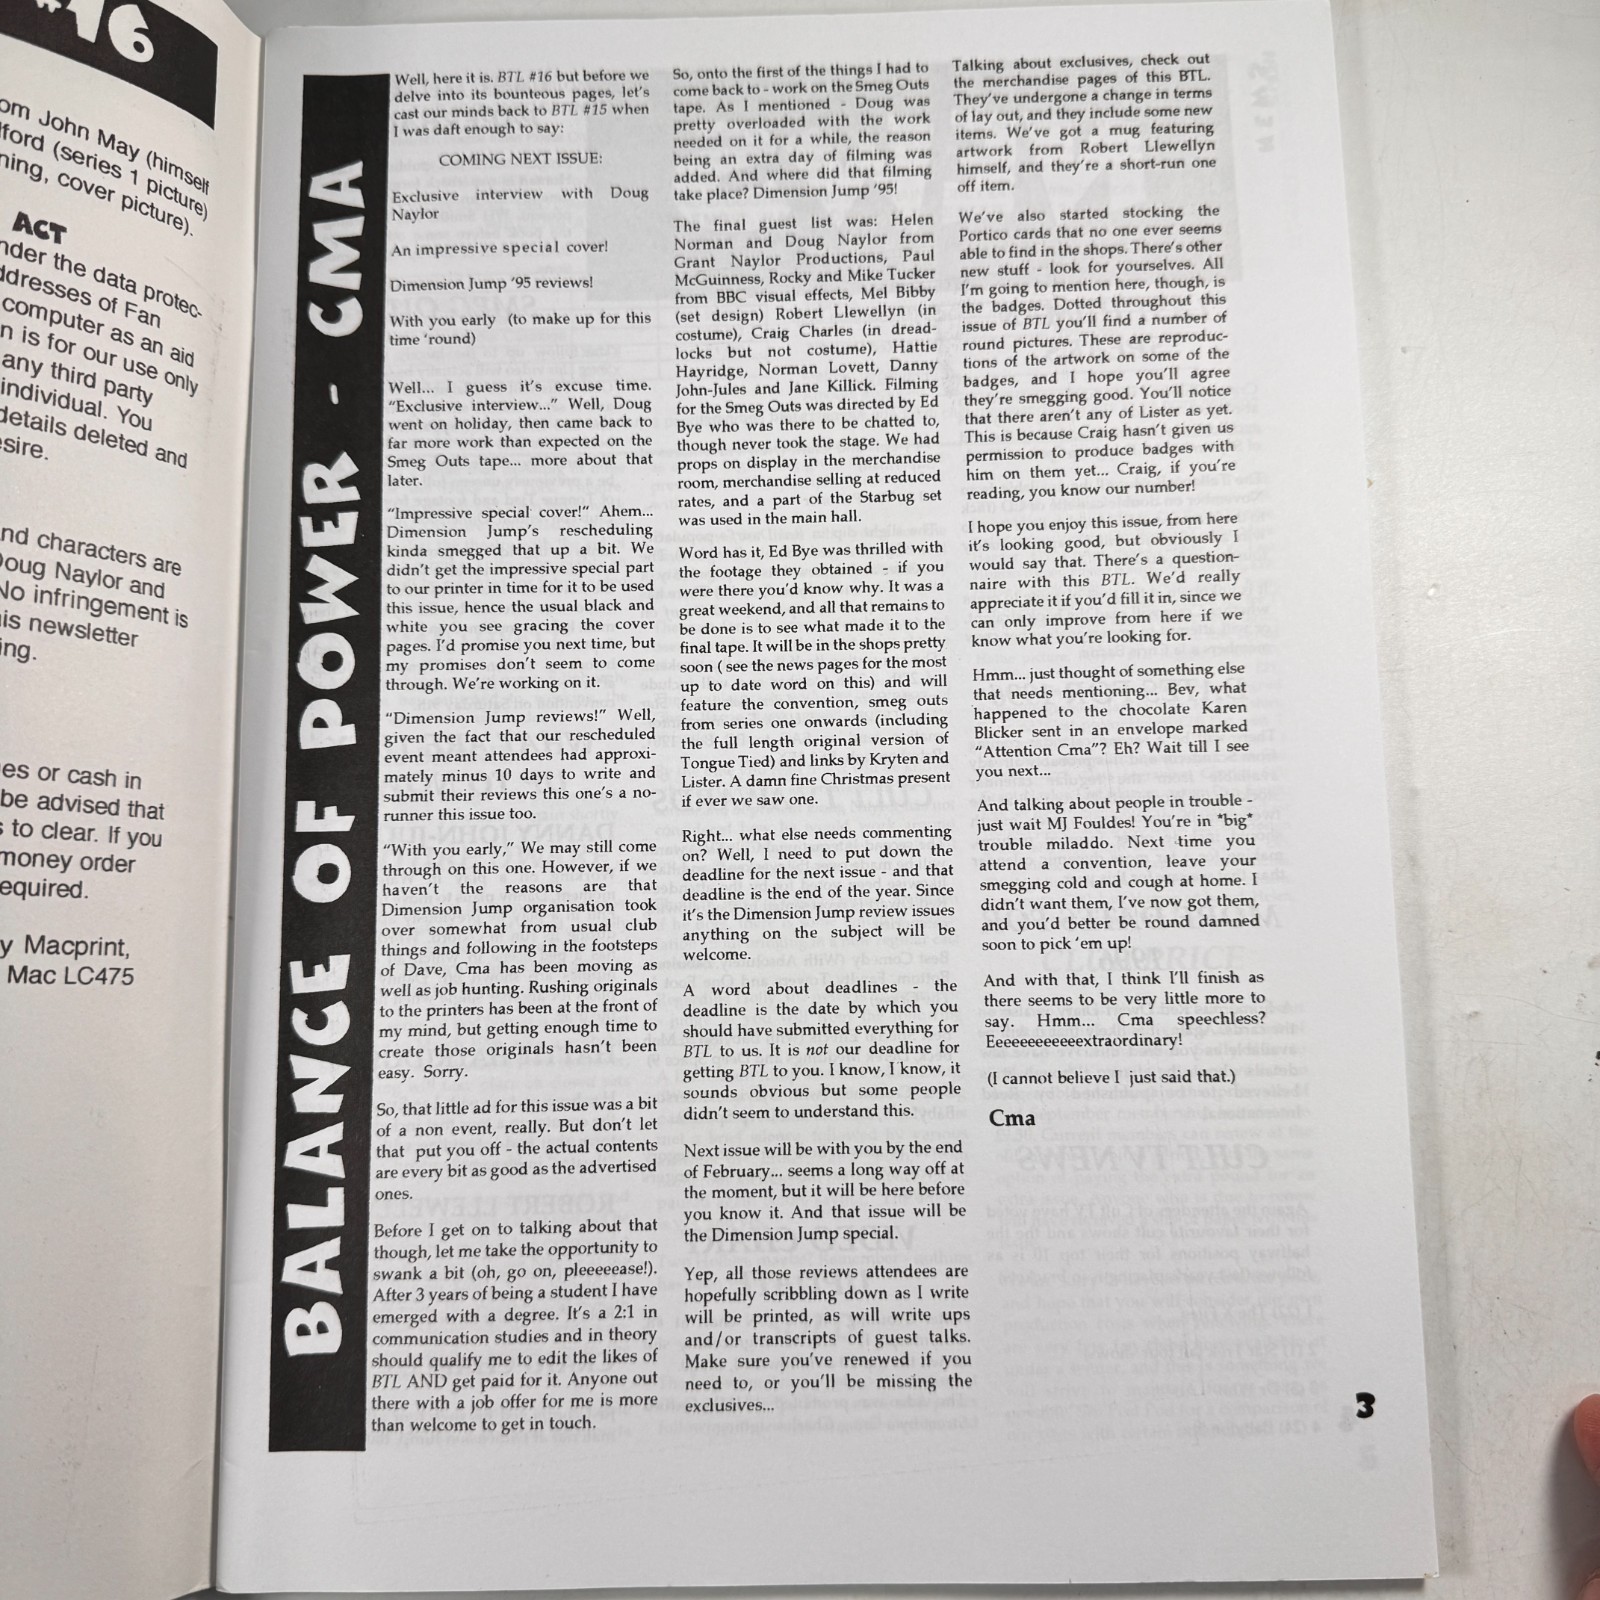 #16
om John May (himself
lford (series 1 picture)
ning, cover picture).
ACT
nder the data protec-
ddresses of Fan
computer as an aid
n is for our use only
any third party
individual. You
details deleted and
sire.
nd characters are
Doug Naylor and
No infringement is
is newsletter
ing.
es or cash in
be advised that
s to clear. If you
money order
equired.
y Macprint,
Mac LC475
BALANCE OF POWER - CMA
Well, here it is. BTL #16 but before we
delve into its bounteous pages, let's
cast our minds back to BTL #15 when
I was daft enough to say:
COMING NEXT ISSUE:
Exclusive interview with Doug
Naylor
An impressive special cover!
Dimension Jump '95 reviews!
With you early (to make up for this
time 'round)
Well... I guess it's excuse time.
"Exclusive interview..." Well, Doug
went on holiday, then came back to
far more work than expected on the
Smeg Outs tape... more about that
later.
"Impressive special cover!" Ahem...
Dimension Jump's rescheduling
kinda smegged that up a bit. We
didn't get the impressive special part
to our printer in time for it to be used
this issue, hence the usual black and
white you see gracing the cover
pages. I'd promise you next time, but
my promises don't seem to come
through. We're working on it.
"Dimension Jump reviews!" Well,
given the fact that our rescheduled
event meant attendees had approxi-
mately minus 10 days to write and
submit their reviews this one's a no-
runner this issue too.
"With you early," We may still come
through on this one. However, if we
haven't the reasons are that
Dimension Jump organisation took
over somewhat from usual club
things and following in the footsteps
of Dave, Cma has been moving as
well as job hunting. Rushing originals
to the printers has been at the front of
my mind, but getting enough time to
create those originals hasn't been
easy. Sorry.
So, that little ad for this issue was a bit
of a non event, really. But don't let
that put you off - the actual contents
are every bit as good as the advertised
ones.
Before I get on to talking about that
though, let me take the opportunity to
swank a bit (oh, go on, pleeeease!).
After 3 years of being a student I have
emerged with a degree. It's a 2:1 in
communication studies and in theory
should qualify me to edit the likes of
BTL AND get paid for it. Anyone out
there with a job offer for me is more
than welcome to get in touch.
So, onto the first of the things I had to
come back to - work on the Smeg Outs
tape. As I mentioned - Doug was
pretty overloaded with the work
needed on it for a while, the reason
being an extra day of filming was
added. And where did that filming
take place? Dimension Jump '95!
The final guest list was: Helen
Norman and Doug Naylor from
Grant Naylor Productions, Paul
McGuinness, Rocky and Mike Tucker
from BBC visual effects, Mel Bibby
(set design) Robert Llewellyn (in
costume), Craig Charles (in dread-
locks but not costume), Hattie
Hayridge, Norman Lovett, Danny
John-Jules and Jane Killick. Filming
for the Smeg Outs was directed by Ed
Bye who was there to be chatted to,
though never took the stage. We had
props on display in the merchandise
room, merchandise selling at reduced
rates, and a part of the Starbug set
was used in the main hall.
Word has it, Ed Bye was thrilled with
the footage they obtained - if you
were there you'd know why. It was a
great weekend, and all that remains to
be done is to see what made it to the
final tape. It will be in the shops pretty
soon ( see the news pages for the most
up to date word on this) and will
feature the convention, smeg outs
from series one onwards (including
the full length original version of
Tongue Tied) and links by Kryten and
Lister. A damn fine Christmas present
if ever we saw one.
Right... what else needs commenting
on? Well, I need to put down the
deadline for the next issue - and that
deadline is the end of the year. Since
it's the Dimension Jump review issues
anything on the subject will be
welcome.
A word about deadlines - the
deadline is the date by which you
should have submitted everything for
BTL to us. It is not our deadline for
getting BTL to you. I know, I know, it
sounds obvious but some people
didn't seem to understand this.
Next issue will be with you by the end
of February... seems a long way off at
the moment, but it will be here before
you know it. And that issue will be
the Dimension Jump special.
Yep, all those reviews attendees are
hopefully scribbling down as I write
will be printed, as will write ups
and/or transcripts of guest talks.
Make sure you've renewed if you
need to, or you'll be missing the
exclusives...
Talking about exclusives, check out
the merchandise pages of this BTL.
They've undergone a change in terms
of lay out, and they include some new
items. We've got a mug featuring
artwork from Robert Llewellyn
himself, and they're a short-run one
off item.
We've also started stocking the
Portico cards that no one ever seems
able to find in the shops. There's other
new stuff - look for yourselves. All
I'm going to mention here, though, is
the badges. Dotted throughout this
issue of BTL you'll find a number of
round pictures. These are reproduc-
tions of the artwork on some of the
badges, and I hope you'll agree
they're smegging good. You'll notice
that there aren't any of Lister as yet.
This is because Craig hasn't given us
permission to produce badges with
him on them yet... Craig, if you're
reading, you know our number!
I hope you enjoy this issue, from here
it's looking good, but obviously I
would say that. There's a question-
naire with this BTL. We'd really
appreciate it if you'd fill it in, since we
can only improve from here if we
know what you're looking for.
Hmm... just thought of something else
that needs mentioning... Bev, what
happened to the chocolate Karen
Blicker sent in an envelope marked
"Attention Cma"? Eh? Wait till I see
you next...
And talking about people in trouble -
just wait MJ Fouldes! You're in *big*
trouble miladdo. Next time you
attend a convention, leave your
smegging cold and cough at home. I
didn't want them, I've now got them,
and you'd better be round damned
soon to pick 'em up!
And with that, I think I'll finish as
there seems to be very little more to
say. Hmm... Cma speechless?
Eeeeeeeeeeextraordinary!
(I cannot believe I just said that.)
Cma
3